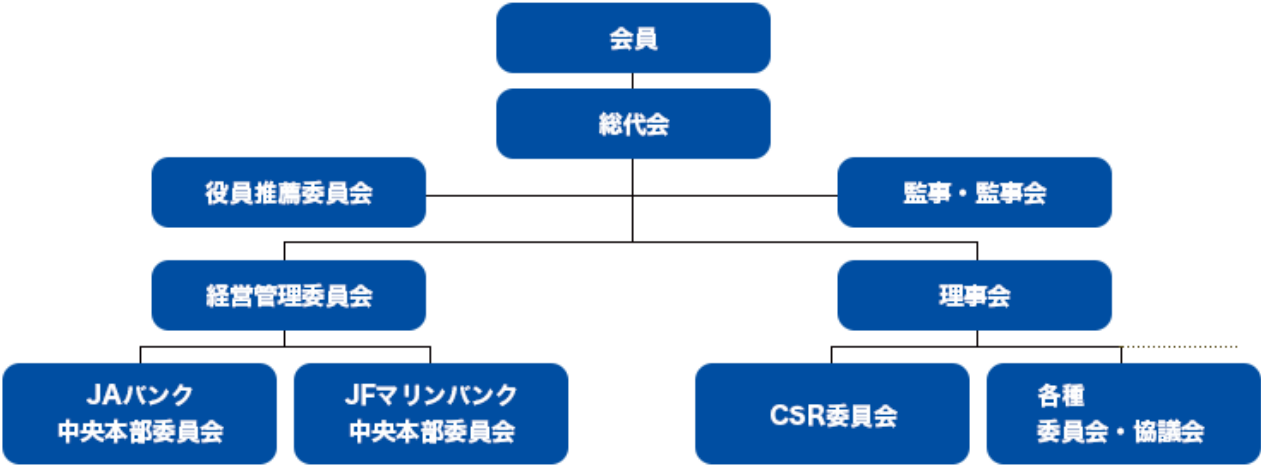 会員
総代会
役員推薦委員会
監事・監事会
経営管理委員会
理事会
JAバンク
中央本部委員会
JFマリンバンク
中央本部委員会
CSR委員会
各種
委員会・協議会